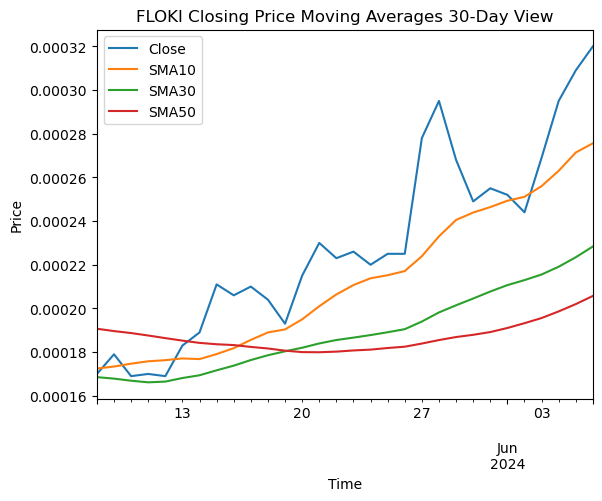 FLOKI Closing Price Moving Averages 30-Day View
Close
SMA10
SMA30
SMA50
0.00032
0.00030
0.00028
0.00026
0.00024
0.00022
0.00020
0.00018
0.00016
Price
13
20
27
03
Jun
2024
Time